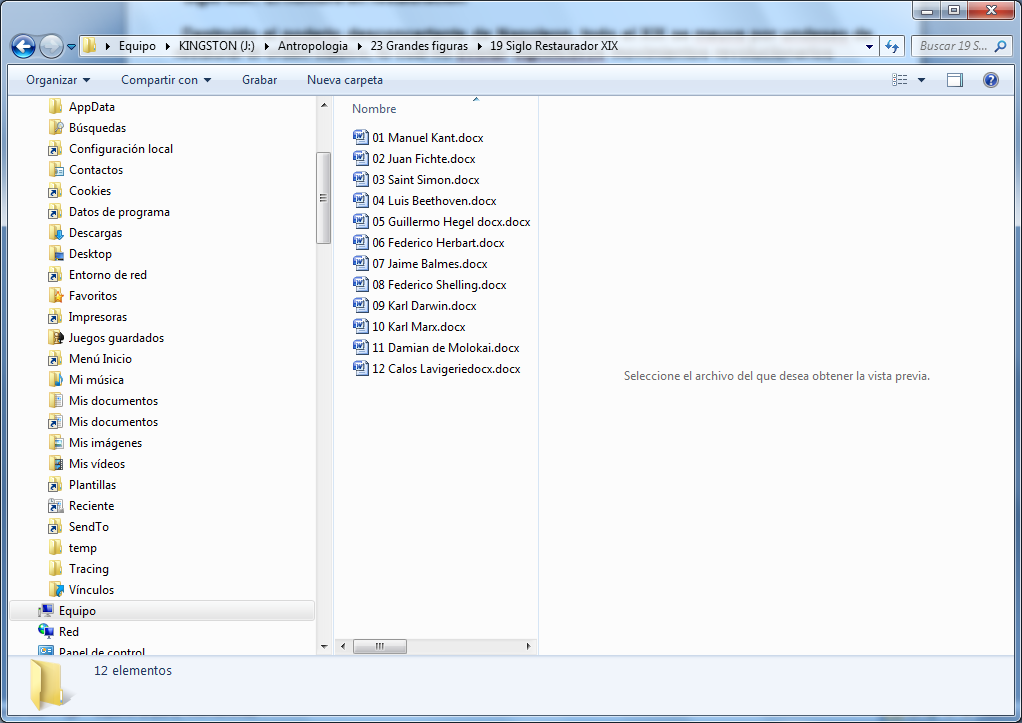 Equipo ▸ KINGSTON (J:) ▸ Antropologia ▸ 23 Grandes figuras ▸ 19 Siglo Restaurador XIX
Buscar 19 S...
Organizar Compartir con Grabar Nueva carpeta
AppData
Búsquedas
Configuración local
Contactos
Cookies
Datos de programa
Descargas
Desktop
Entorno de red
Favoritos
Impresoras
Juegos guardados
Menú Inicio
Mi música
Mis documentos
Mis documentos
Mis imágenes
Mis vídeos
Plantillas
Reciente
SendTo
temp
Tracing
Vínculos
Equipo
Red
Panel de control
Nombre
01 Manuel Kant.docx
02 Juan Fichte.docx
03 Saint Simon.docx
04 Luis Beethoven.docx
05 Guillermo Hegel docx.docx
06 Federico Herbart.docx
07 Jaime Balmes.docx
08 Federico Shelling.docx
09 Karl Darwin.docx
10 Karl Marx.docx
11 Damian de Molokai.docx
12 Calos Lavigeriedocx.docx
Seleccione el archivo del que desea obtener la vista previa.
12 elementos